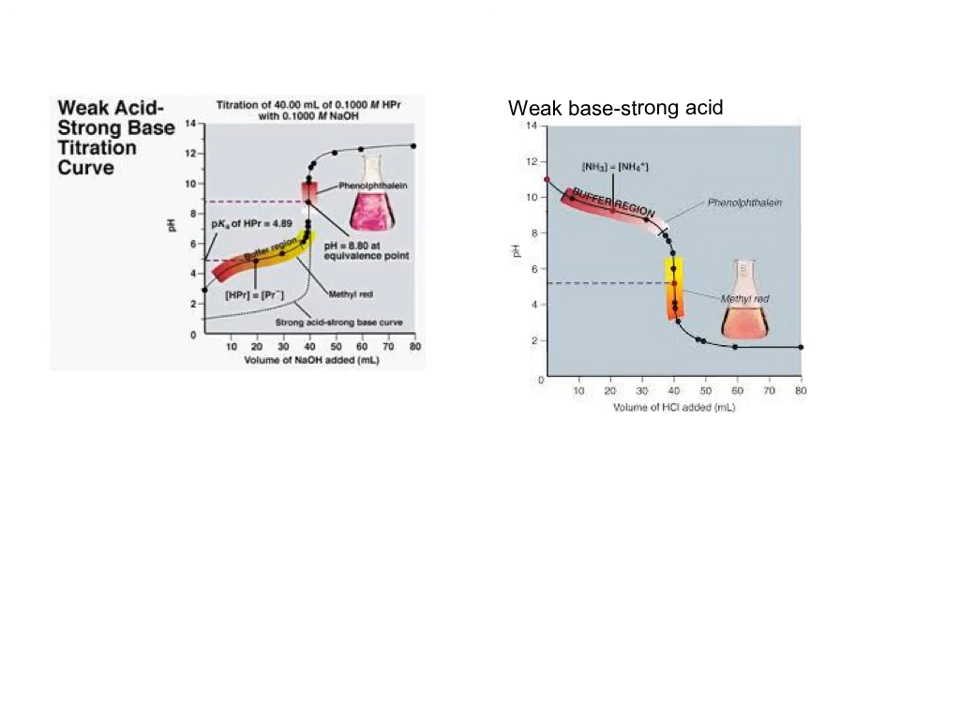 Weak Acid-
Strong Base
Titration
Curve
Titration of 40.00 mL of 0.1000 M HPr
with 0.1000 M NaOH
14
12
10
8
6
4
2
0
pH
Phenolphthalein
pKa of HPr = 4.89
Buffer region
pH = 8.80 at
equivalence point
[HPr] = [Pr⁻]
Methyl red
Strong acid-strong base curve
10 20 30 40 50 60 70 80
Volume of NaOH added (mL)
Weak base-strong acid
14
12
10
8
6
4
2
0
pH
[NH₃] = [NH₄⁺]
BUFFER REGION
Phenolphthalein
Methyl red
10 20 30 40 50 60 70 80
Volume of HCl added (mL)